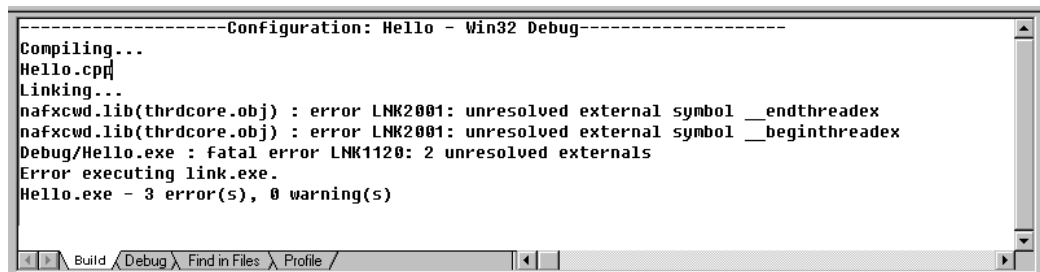 --------------------Configuration: Hello - Win32 Debug--------------------
Compiling...
Hello.cpp
Linking...
nafxcwd.lib(thrdcore.obj) : error LNK2001: unresolved external symbol __endthreadex
nafxcwd.lib(thrdcore.obj) : error LNK2001: unresolved external symbol __beginthreadex
Debug/Hello.exe : fatal error LNK1120: 2 unresolved externals
Error executing link.exe.
Hello.exe - 3 error(s), 0 warning(s)
Build Debug Find in Files Profile